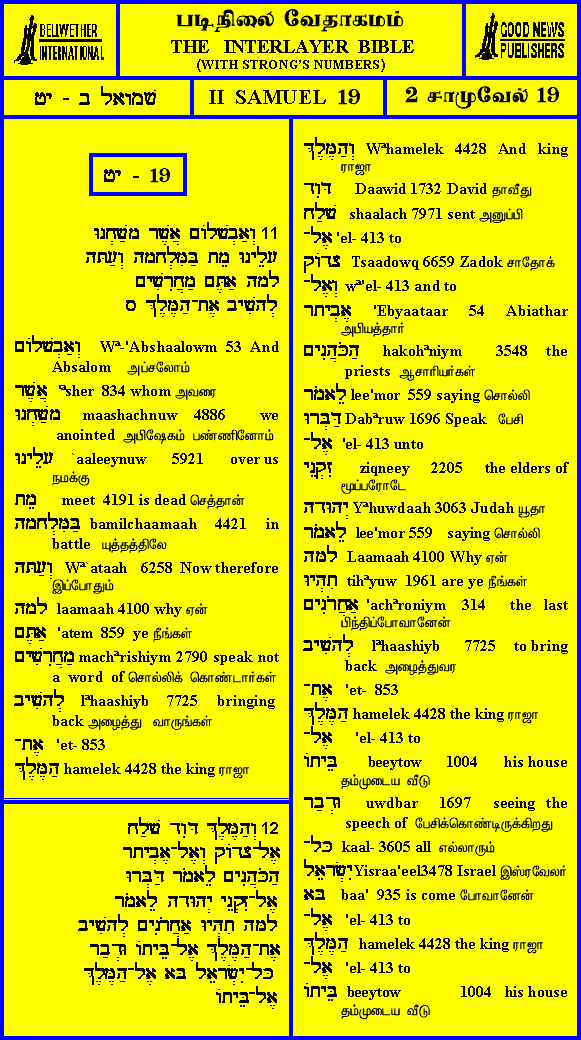 BELLWETHER
INTERNATIONAL
படிநிலை வேதாகமம்
THE INTERLAYER BIBLE
(WITH STRONG'S NUMBERS)
GOOD NEWS
PUBLISHERS
שמואל ב - יט
II SAMUEL 19
2 சாமுவேல் 19
יט - 19
11 וְאַבְשָׁלוֹם אֲשֶׁר מָשַׁחְנוּ
עָלֵינוּ מֵת בַּמִּלְחָמָה וְעַתָּה
לָמָה אַתֶּם מַחֲרִשִׁים
לְהָשִׁיב אֶת־הַמֶּלֶךְ ס
וְאַבְשָׁלוֹם Wª-'Abshaalowm 53 And
Absalom அப்சலோம்
אֲשֶׁר ªsher 834 whom அவரை
מָשַׁחְנוּ maashachnuw 4886 we
anointed அபிஷேகம் பண்ணினோம்
עָלֵינוּ `aaleeynuw 5921 over us
நமக்கு
מֵת meet 4191 is dead செத்தான்
בַּמִּלְחָמָה bamilchaamaah 4421 in
battle யுத்தத்திலே
וְעַתָּה Wª`ataah 6258 Now therefore
இப்போதும்
לָמָה laamaah 4100 why ஏன்
אַתֶּם 'atem 859 ye நீங்கள்
מַחֲרִשִׁים machªrishiym 2790 speak not
a word of சொல்லிக் கொண்டார்கள்
לְהָשִׁיב lªhaashiyb 7725 bringing
back அழைத்து வாருங்கள்
אֶת־ 'et- 853
הַמֶּלֶךְ hamelek 4428 the king ராஜா
12 וְהַמֶּלֶךְ דָּוִד שָׁלַח
אֶל־צָדוֹק וְאֶל־אֶבְיָתָר
הַכֹּהֲנִים לֵאמֹר דַּבְּרוּ
אֶל־זִקְנֵי יְהוּדָה לֵאמֹר
לָמָּה תִהְיוּ אַחֲרֹנִים לְהָשִׁיב
אֶת־הַמֶּלֶךְ אֶל־בֵּיתוֹ וּדְבַר
כָּל־יִשְׂרָאֵל בָּא אֶל־הַמֶּלֶךְ
אֶל־בֵּיתוֹ
וְהַמֶּלֶךְ Wªhamelek 4428 And king
ராஜா
דָּוִד Daawid 1732 David தாவீது
שָׁלַח shaalach 7971 sent அனுப்பி
אֶל־ 'el- 413 to
צָדוֹק Tsaadowq 6659 Zadok சாதோக்
וְאֶל־ wª'el- 413 and to
אֶבְיָתָר 'Ebyaataar 54 Abiathar
அபியத்தார்
הַכֹּהֲנִים hakohªniym 3548 the
priests ஆசாரியர்கள்
לֵאמֹר lee'mor 559 saying சொல்லி
דַּבְּרוּ Dabªruw 1696 Speak பேசி
אֶל־ 'el- 413 unto
זִקְנֵי ziqneey 2205 the elders of
மூப்பரோடே
יְהוּדָה Yªhuwdaah 3063 Judah யூதா
לֵאמֹר lee'mor 559 saying சொல்லி
לָמָּה Laamaah 4100 Why ஏன்
תִהְיוּ tihªyuw 1961 are ye நீங்கள்
אַחֲרֹנִים 'achªroniym 314 the last
பிந்திப்போவானேன்
לְהָשִׁיב lªhaashiyb 7725 to bring
back அழைத்துவர
אֶת־ 'et- 853
הַמֶּלֶךְ hamelek 4428 the king ராஜா
אֶל־ 'el- 413 to
בֵּיתוֹ beeytow 1004 his house
தம்முடைய வீடு
וּדְבַר uwdbar 1697 seeing the
speech of பேசிக்கொண்டிருக்கிறது
כָּל־ kaal- 3605 all எல்லாரும்
יִשְׂרָאֵל Yisraa'eel3478 Israel இஸ்ரவேலர்
בָּא baa' 935 is come போவானேன்
אֶל־ 'el- 413 to
הַמֶּלֶךְ hamelek 4428 the king ராஜா
אֶל־ 'el- 413 to
בֵּיתוֹ beeytow 1004 his house
தம்முடைய வீடு